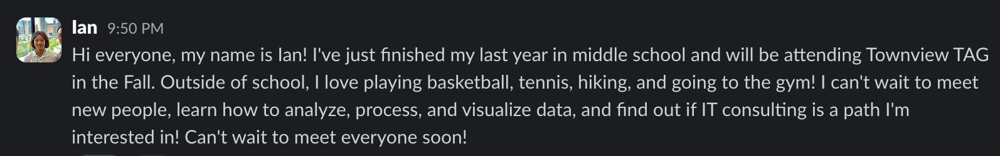 Ian 9:50 PM
Hi everyone, my name is Ian! I've just finished my last year in middle school and will be attending Townview TAG
in the Fall. Outside of school, I love playing basketball, tennis, hiking, and going to the gym! I can't wait to meet
new people, learn how to analyze, process, and visualize data, and find out if IT consulting is a path I'm
interested in! Can't wait to meet everyone soon!